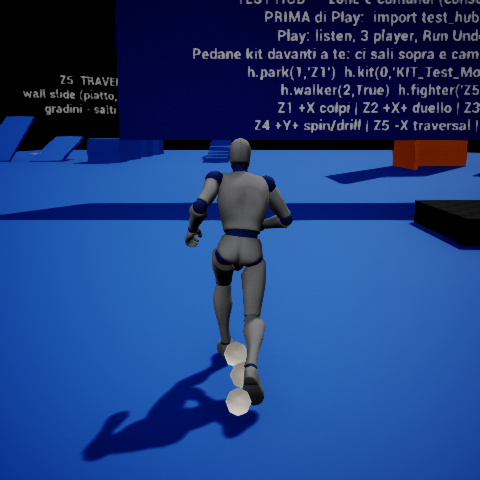 PRIMA di Play: import test_hub
Play: listen, 3 player, Run Unde
Pedane kit davanti a te: ci sali sopra e cam
h.park(1,'Z1') h.kit(0,'KIT_Test_Mo
h.walker(2,True) h.fighter('Z5
Z1 +X colpi | Z2 +X+ duello | Z3
Z4 +Y+ spin/drill | Z5 -X traversal |
Z5 TRAVE
wall slide (piatto,
gradini - salti